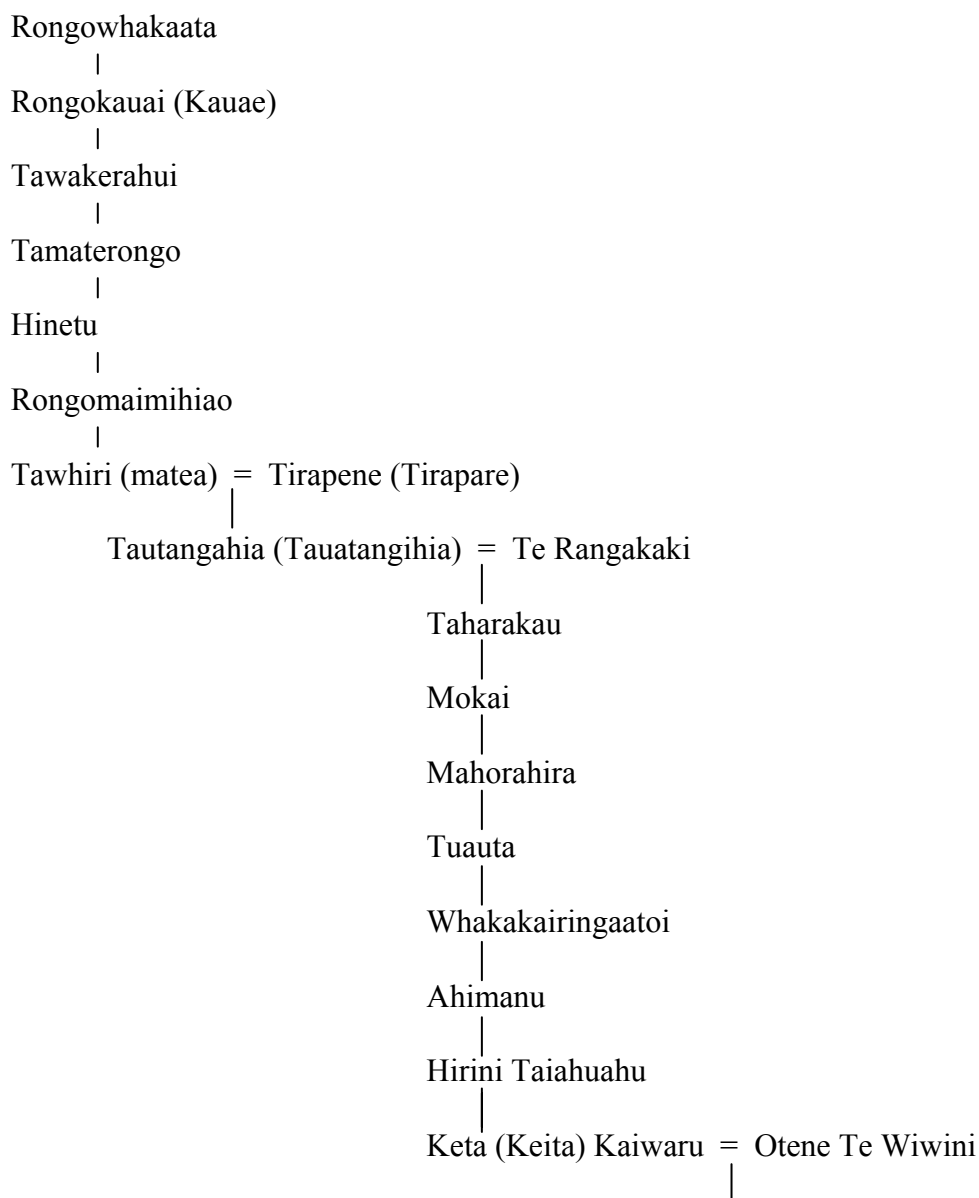 Rongowhakaata
Rongokauai (Kauae)
Tawakerahui
Tamaterongo
Hinetu
Rongomaimihiao
Tawhiri (matea) = Tirapene (Tirapare)
Tautangahia (Tauatangihia) = Te Rangakaki
Taharakau
Mokai
Mahorahira
Tuauta
Whakakairingaatoi
Ahimanu
Hirini Taiahuahu
Keta (Keita) Kaiwaru = Otene Te Wiwini